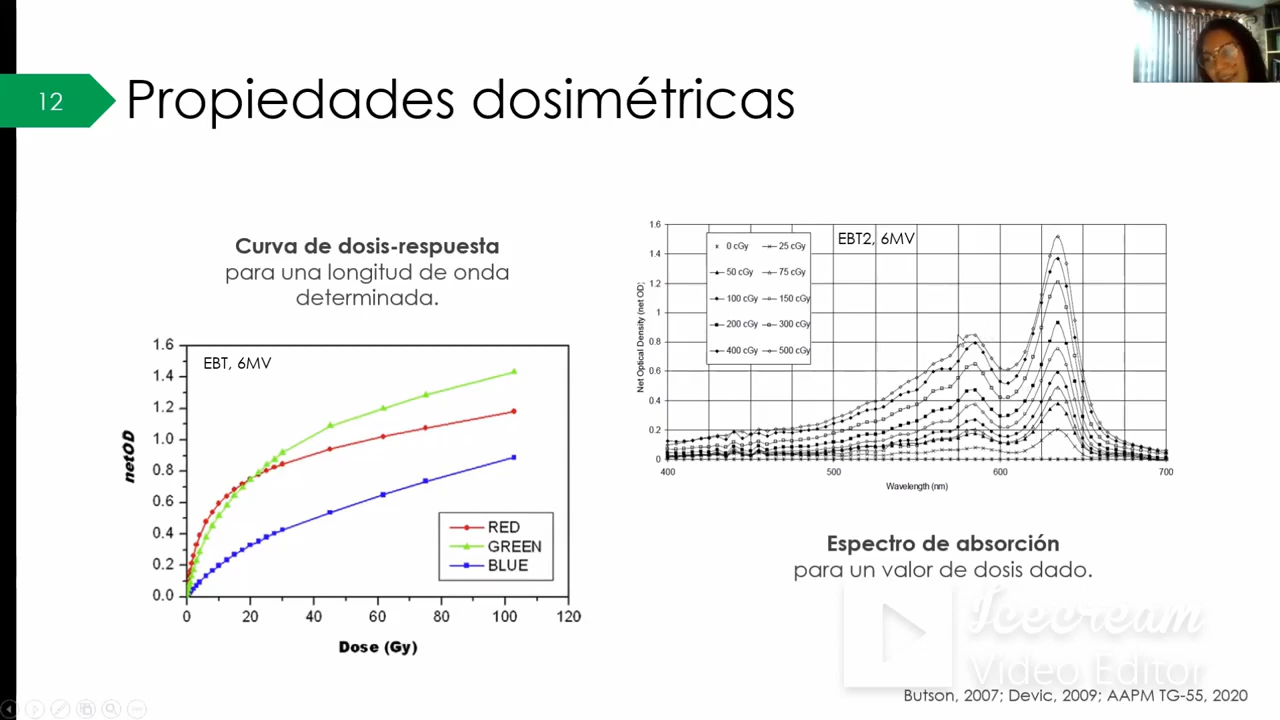 12
Propiedades dosimétricas
Curva de dosis-respuesta
para una longitud de onda
determinada.
EBT, 6MV
netOD
1.6
1.4
1.2
1.0
0.8
0.6
0.4
0.2
0.0
0 20 40 60 80 100 120
Dose (Gy)
RED
GREEN
BLUE
EBT2, 6MV
0 cGy 25 cGy
50 cGy 75 cGy
100 cGy 150 cGy
200 cGy 300 cGy
400 cGy 500 cGy
Net Optical Density (net OD)
1.6
1.4
1.2
1
0.8
0.6
0.4
0.2
0
400 500 600 700
Wavelength (nm)
Espectro de absorción
para un valor de dosis dado.
Icecream
Video Editor
Butson, 2007; Devic, 2009; AAPM TG-55, 2020